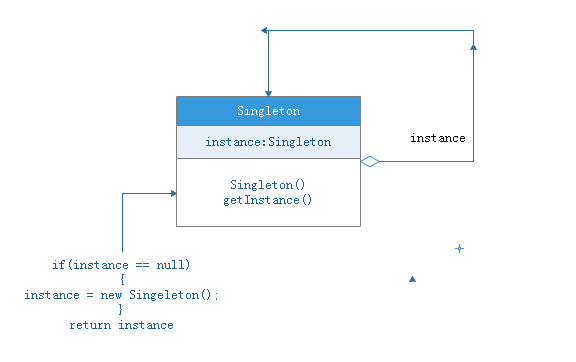 Singleton
instance:Singleton
instance
Singleton()
getInstance()
if(instance == null)
{
instance = new Singeleton();
}
return instance